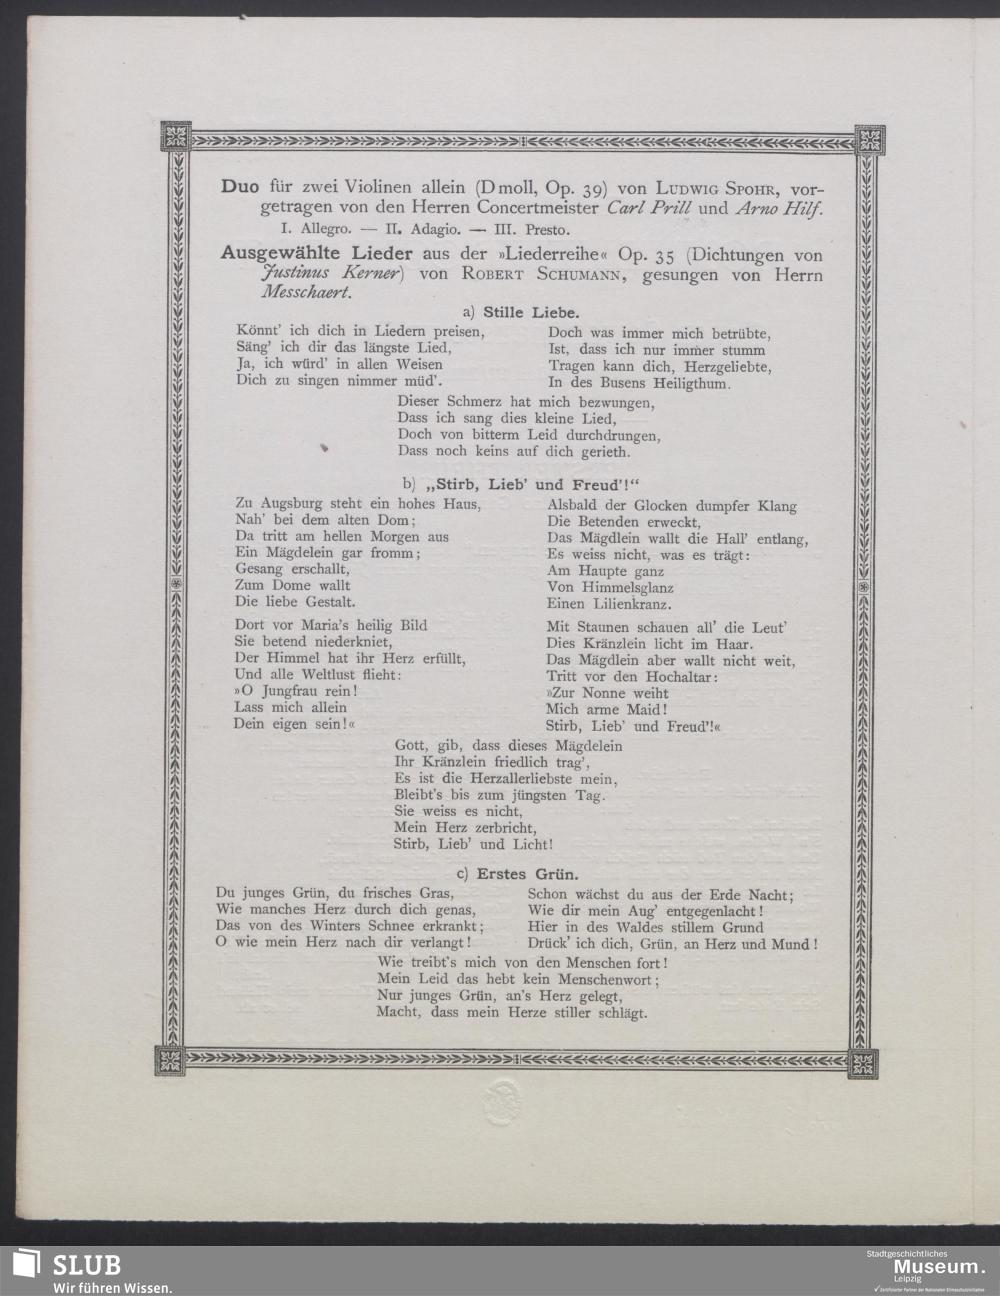 Duo für zwei Violinen allein (D moll, Op. 39) von LUDWIG SPOHR, vor-
getragen von den Herren Concertmeister Carl Prill und Arno Hilf.
I. Allegro. — II. Adagio. — III. Presto.
Ausgewählte Lieder aus der »Liederreihe« Op. 35 (Dichtungen von
Justinus Kerner) von ROBERT SCHUMANN, gesungen von Herrn
Messchaert.
a) Stille Liebe.
Könnt' ich dich in Liedern preisen,
Säng' ich dir das längste Lied,
Ja, ich würd' in allen Weisen
Dich zu singen nimmer müd'.
Doch was immer mich betrübte,
Ist, dass ich nur immer stumm
Tragen kann dich, Herzgeliebte,
In des Busens Heiligthum.
Dieser Schmerz hat mich bezwungen,
Dass ich sang dies kleine Lied,
Doch von bitterm Leid durchdrungen,
Dass noch keins auf dich gerieth.
b) „Stirb, Lieb' und Freud'!“
Zu Augsburg steht ein hohes Haus,
Nah' bei dem alten Dom;
Da tritt am hellen Morgen aus
Ein Mägdelein gar fromm;
Gesang erschallt,
Zum Dome wallt
Die liebe Gestalt.
Dort vor Maria's heilig Bild
Sie betend niederkniet,
Der Himmel hat ihr Herz erfüllt,
Und alle Weltlust flieht:
»O Jungfrau rein!
Lass mich allein
Dein eigen sein!«
Alsbald der Glocken dumpfer Klang
Die Betenden erweckt,
Das Mägdlein wallt die Hall' entlang,
Es weiss nicht, was es trägt:
Am Haupte ganz
Von Himmelsglanz
Einen Lilienkranz.
Mit Staunen schauen all' die Leut'
Dies Kränzlein licht im Haar.
Das Mägdlein aber wallt nicht weit,
Tritt vor den Hochaltar:
»Zur Nonne weiht
Mich arme Maid!
Stirb, Lieb' und Freud'!«
Gott, gib, dass dieses Mägdelein
Ihr Kränzlein friedlich trag',
Es ist die Herzallerliebste mein,
Bleibt's bis zum jüngsten Tag.
Sie weiss es nicht,
Mein Herz zerbricht,
Stirb, Lieb' und Licht!
c) Erstes Grün.
Du junges Grün, du frisches Gras,
Wie manches Herz durch dich genas,
Das von des Winters Schnee erkrankt;
O wie mein Herz nach dir verlangt!
Schon wächst du aus der Erde Nacht;
Wie dir mein Aug' entgegenlacht!
Hier in des Waldes stillem Grund
Drück' ich dich, Grün, an Herz und Mund!
Wie treibt's mich von den Menschen fort!
Mein Leid das hebt kein Menschenwort;
Nur junges Grün, an's Herz gelegt,
Macht, dass mein Herze stiller schlägt.
SLUB
Wir führen Wissen.
Stadtgeschichtliches
Museum.
Leipzig
Zertifizierter Partner der Nationalen Klimaschutzinitiative